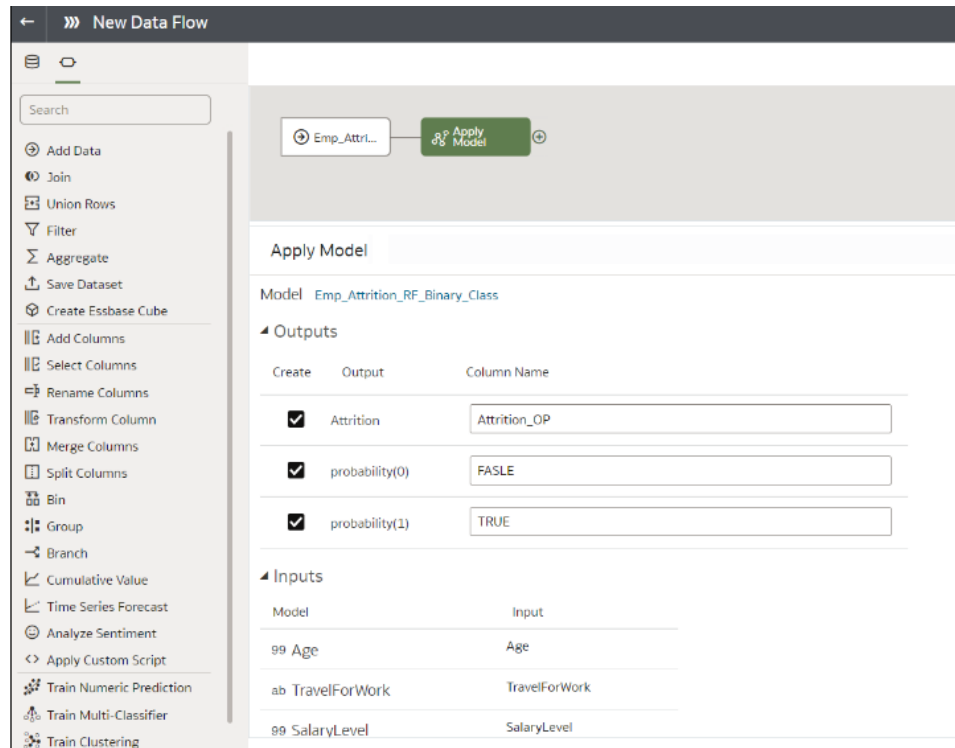 New Data Flow
Search
Add Data
Join
Union Rows
Filter
Aggregate
Save Dataset
Create Essbase Cube
Add Columns
Select Columns
Rename Columns
Transform Column
Merge Columns
Split Columns
Bin
Group
Branch
Cumulative Value
Time Series Forecast
Analyze Sentiment
Apply Custom Script
Train Numeric Prediction
Train Multi-Classifier
Train Clustering
Emp_Attri...
Apply
Model
Apply Model
Model Emp_Attrition_RF_Binary_Class
Outputs
Create Output Column Name
Attrition Attrition_OP
probability(0) FASLE
probability(1) TRUE
Inputs
Model Input
99 Age Age
ab TravelForWork TravelForWork
99 SalaryLevel SalaryLevel